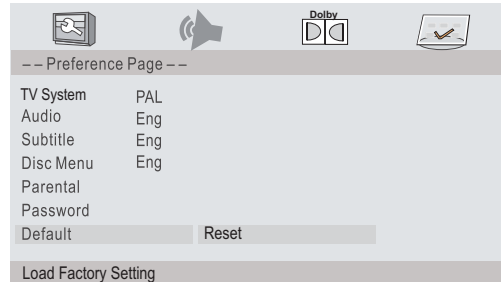 Dolby
– – Preference Page – –
TV System PAL
Audio Eng
Subtitle Eng
Disc Menu Eng
Parental
Password
Default Reset
Load Factory Setting